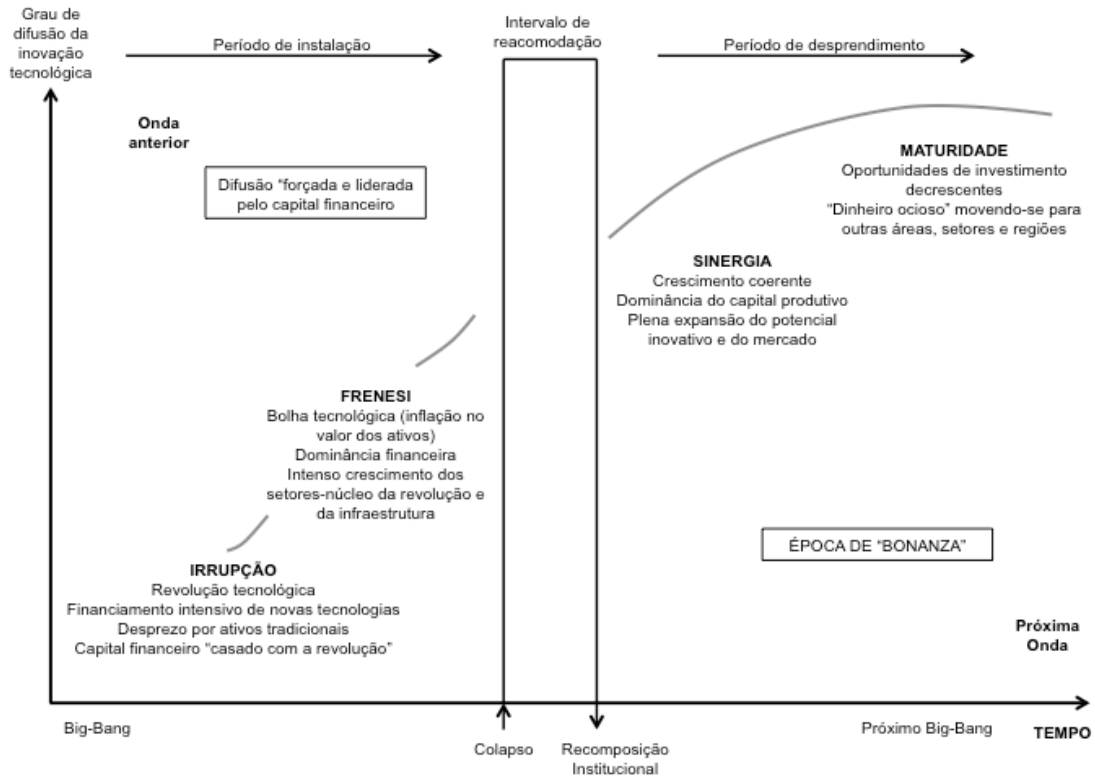 Grau de
difusão da
inovação
tecnológica
Período de instalação
Intervalo de
reacomodação
Período de desprendimento
Onda
anterior
Difusão “forçada e liderada
pelo capital financeiro
MATURIDADE
Oportunidades de investimento
decrescentes
“Dinheiro ocioso” movendo-se para
outras áreas, setores e regiões
SINERGIA
Crescimento coerente
Dominância do capital produtivo
Plena expansão do potencial
inovativo e do mercado
FRENESI
Bolha tecnológica (inflação no
valor dos ativos)
Dominância financeira
Intenso crescimento dos
setores-núcleo da revolução e
da infraestrutura
ÉPOCA DE “BONANZA”
IRRUPÇÃO
Revolução tecnológica
Financiamento intensivo de novas tecnologias
Desprezo por ativos tradicionais
Capital financeiro “casado com a revolução”
Próxima
Onda
Big-Bang
Próximo Big-Bang
TEMPO
Colapso
Recomposição
Institucional